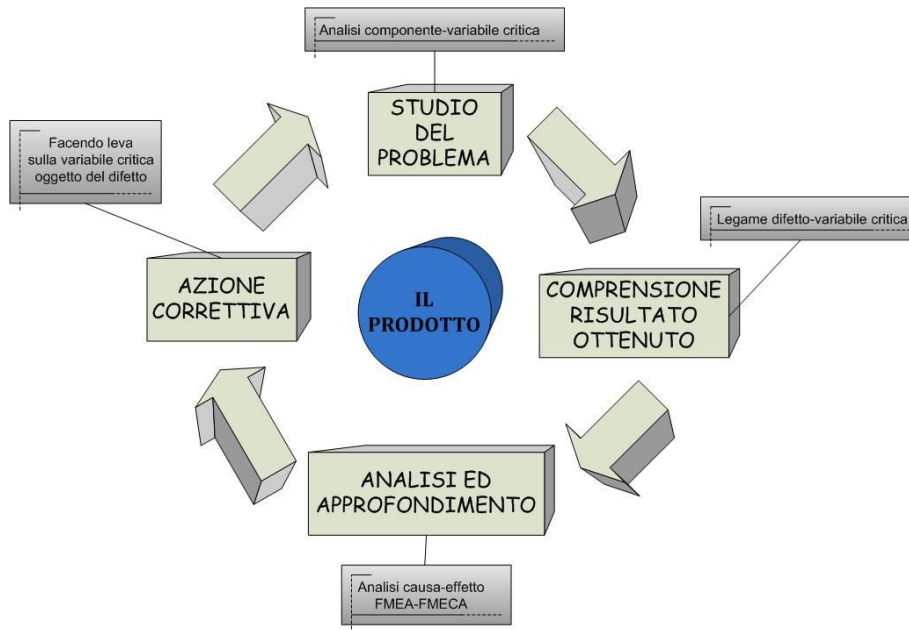 Analisi componente-variabile critica
STUDIO
DEL
PROBLEMA
Facendo leva
sulla variabile critica
oggetto del difetto
Legame difetto-variabile critica
AZIONE
CORRETTIVA
IL
PRODOTTO
COMPRENSIONE
RISULTATO
OTTENUTO
ANALISI ED
APPROFONDIMENTO
Analisi causa-effetto
FMEA-FMECA